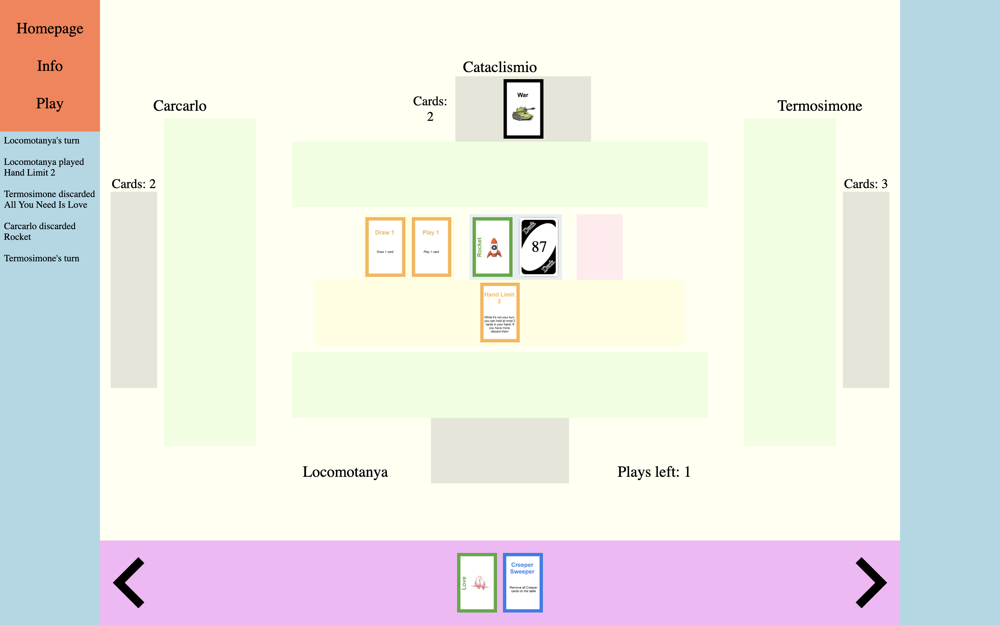 Homepage
Info
Play
Locomotanya's turn
Locomotanya played
Hand Limit 2
Termosimone discarded
All You Need Is Love
Carcarlo discarded
Rocket
Termosimone's turn
Carcarlo
Cards: 2
Cataclismio
Cards:
2
War
Termosimone
Cards: 3
Draw 1
Draw 1 card
Play 1
Play 1 card
Rocket
Deck
87
Deck
Hand Limit
2
While it's not your turn,
you can hold at most 2
cards in your hand. If
you have more,
discard them
Locomotanya
Plays left: 1
Love
Creeper
Sweeper
Remove all Creeper
cards on the table